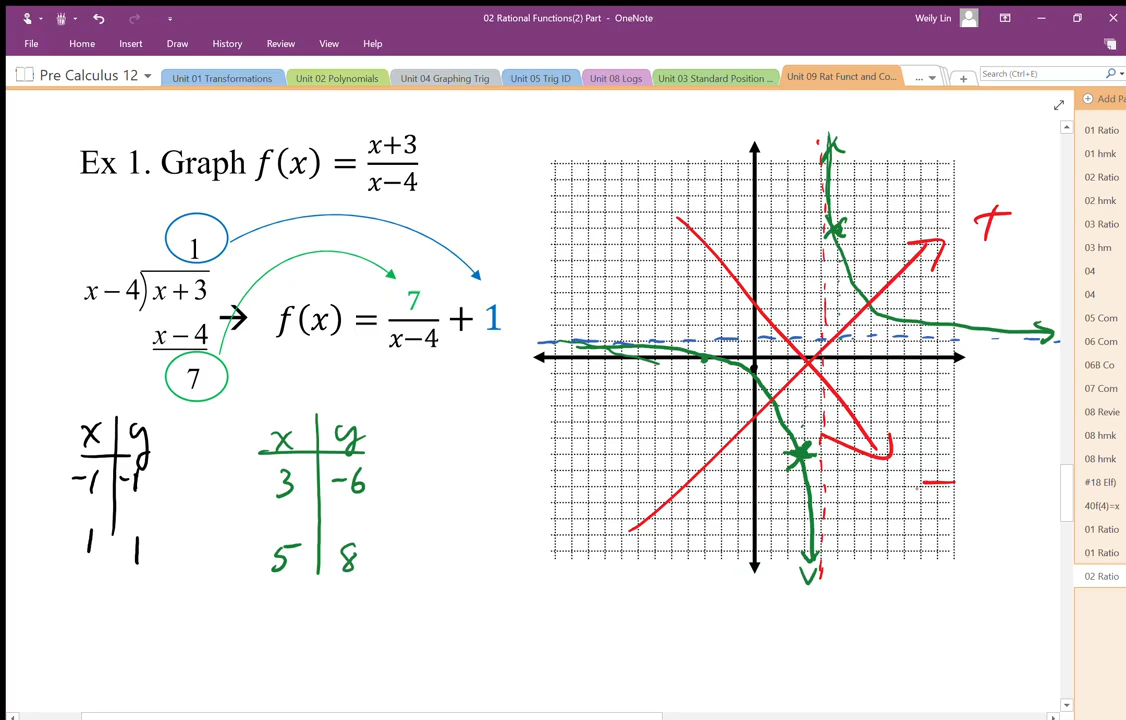 02 Rational Functions(2) Part - OneNote
Weily Lin
File Home Insert Draw History Review View Help
Pre Calculus 12
Unit 01 Transformations
Unit 02 Polynomials
Unit 04 Graphing Trig
Unit 05 Trig ID
Unit 08 Logs
Unit 03 Standard Position ...
Unit 09 Rat Funct and Co...
...
+
Search (Ctrl+E)
Add Pa
Ex 1. Graph f(x) = x+3/x−4
1
x − 4) x + 3
x − 4
7
→ f(x) = 7/x−4 + 1
x y
-1 -1
1 1
x y
3 -6
5 8
+
−
01 Ratio
01 hmk
02 Ratio
02 hmk
03 Ratio
03 hm
04
04
05 Com
06 Com
06B Co
07 Com
08 Revie
08 hmk
08 hmk
#18 Elf)
40f(4)=x
01 Ratio
01 Ratio
02 Ratio